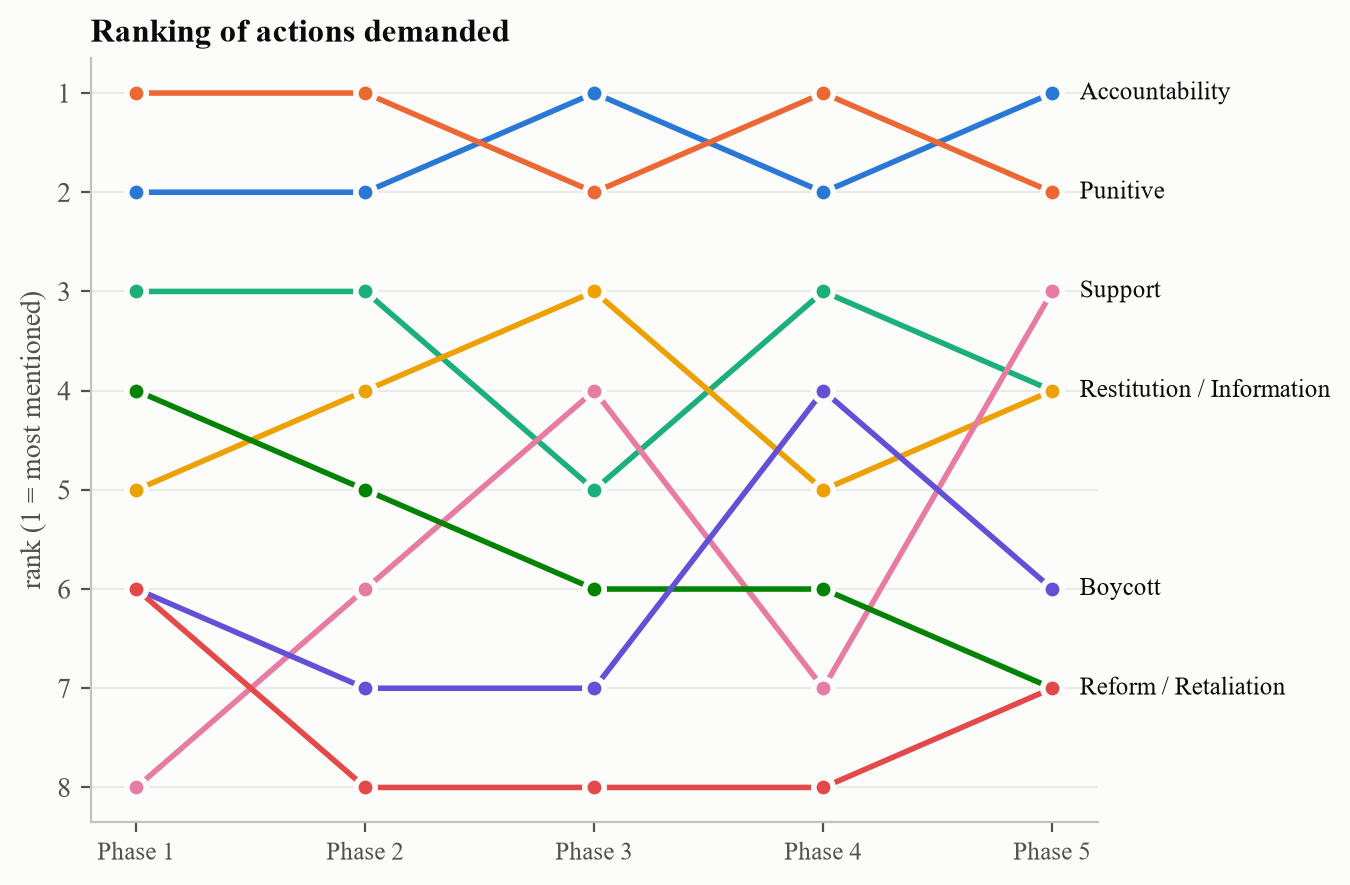 Ranking of actions demanded
rank (1 = most mentioned)
1
2
3
4
5
6
7
8
Accountability
Punitive
Support
Restitution / Information
Boycott
Reform / Retaliation
Phase 1
Phase 2
Phase 3
Phase 4
Phase 5